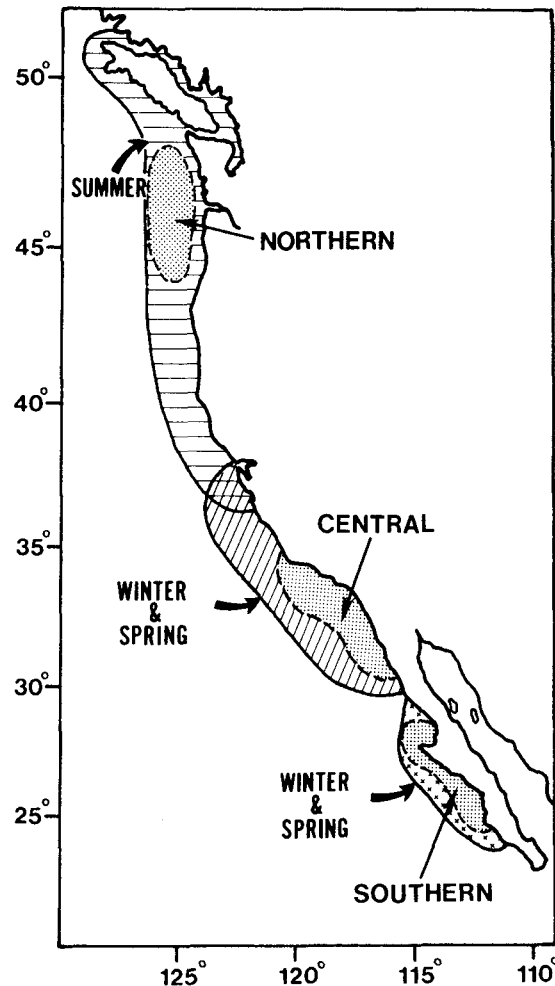 50°
SUMMER
NORTHERN
45°
40°
CENTRAL
35°
WINTER
&
SPRING
30°
WINTER
&
SPRING
25°
SOUTHERN
125° 120° 115° 110°